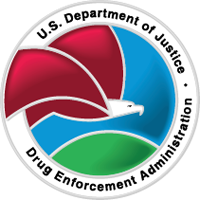 U.S. Department of Justice ·
Drug Enforcement Administration